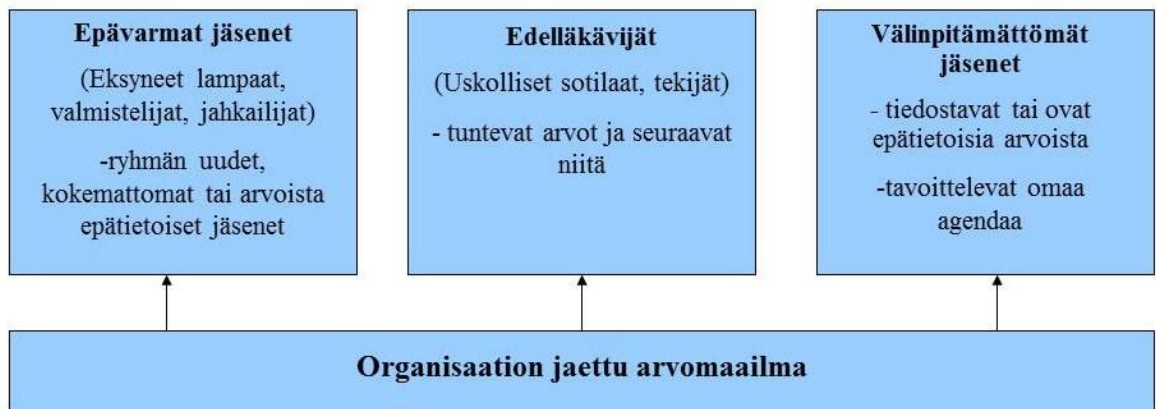 Epävarmat jäsenet
(Eksyneet lampaat,
valmistelijat, jahkailijat)
-ryhmän uudet,
kokemattomat tai arvoista
epätietoiset jäsenet
Edelläkävijät
(Uskolliset sotilaat, tekijät)
- tuntevat arvot ja seuraavat
niitä
Välinpitämättömät
jäsenet
- tiedostavat tai ovat
epätietoisia arvoista
-tavoittelevat omaa
agendaa
Organisaation jaettu arvomaailma